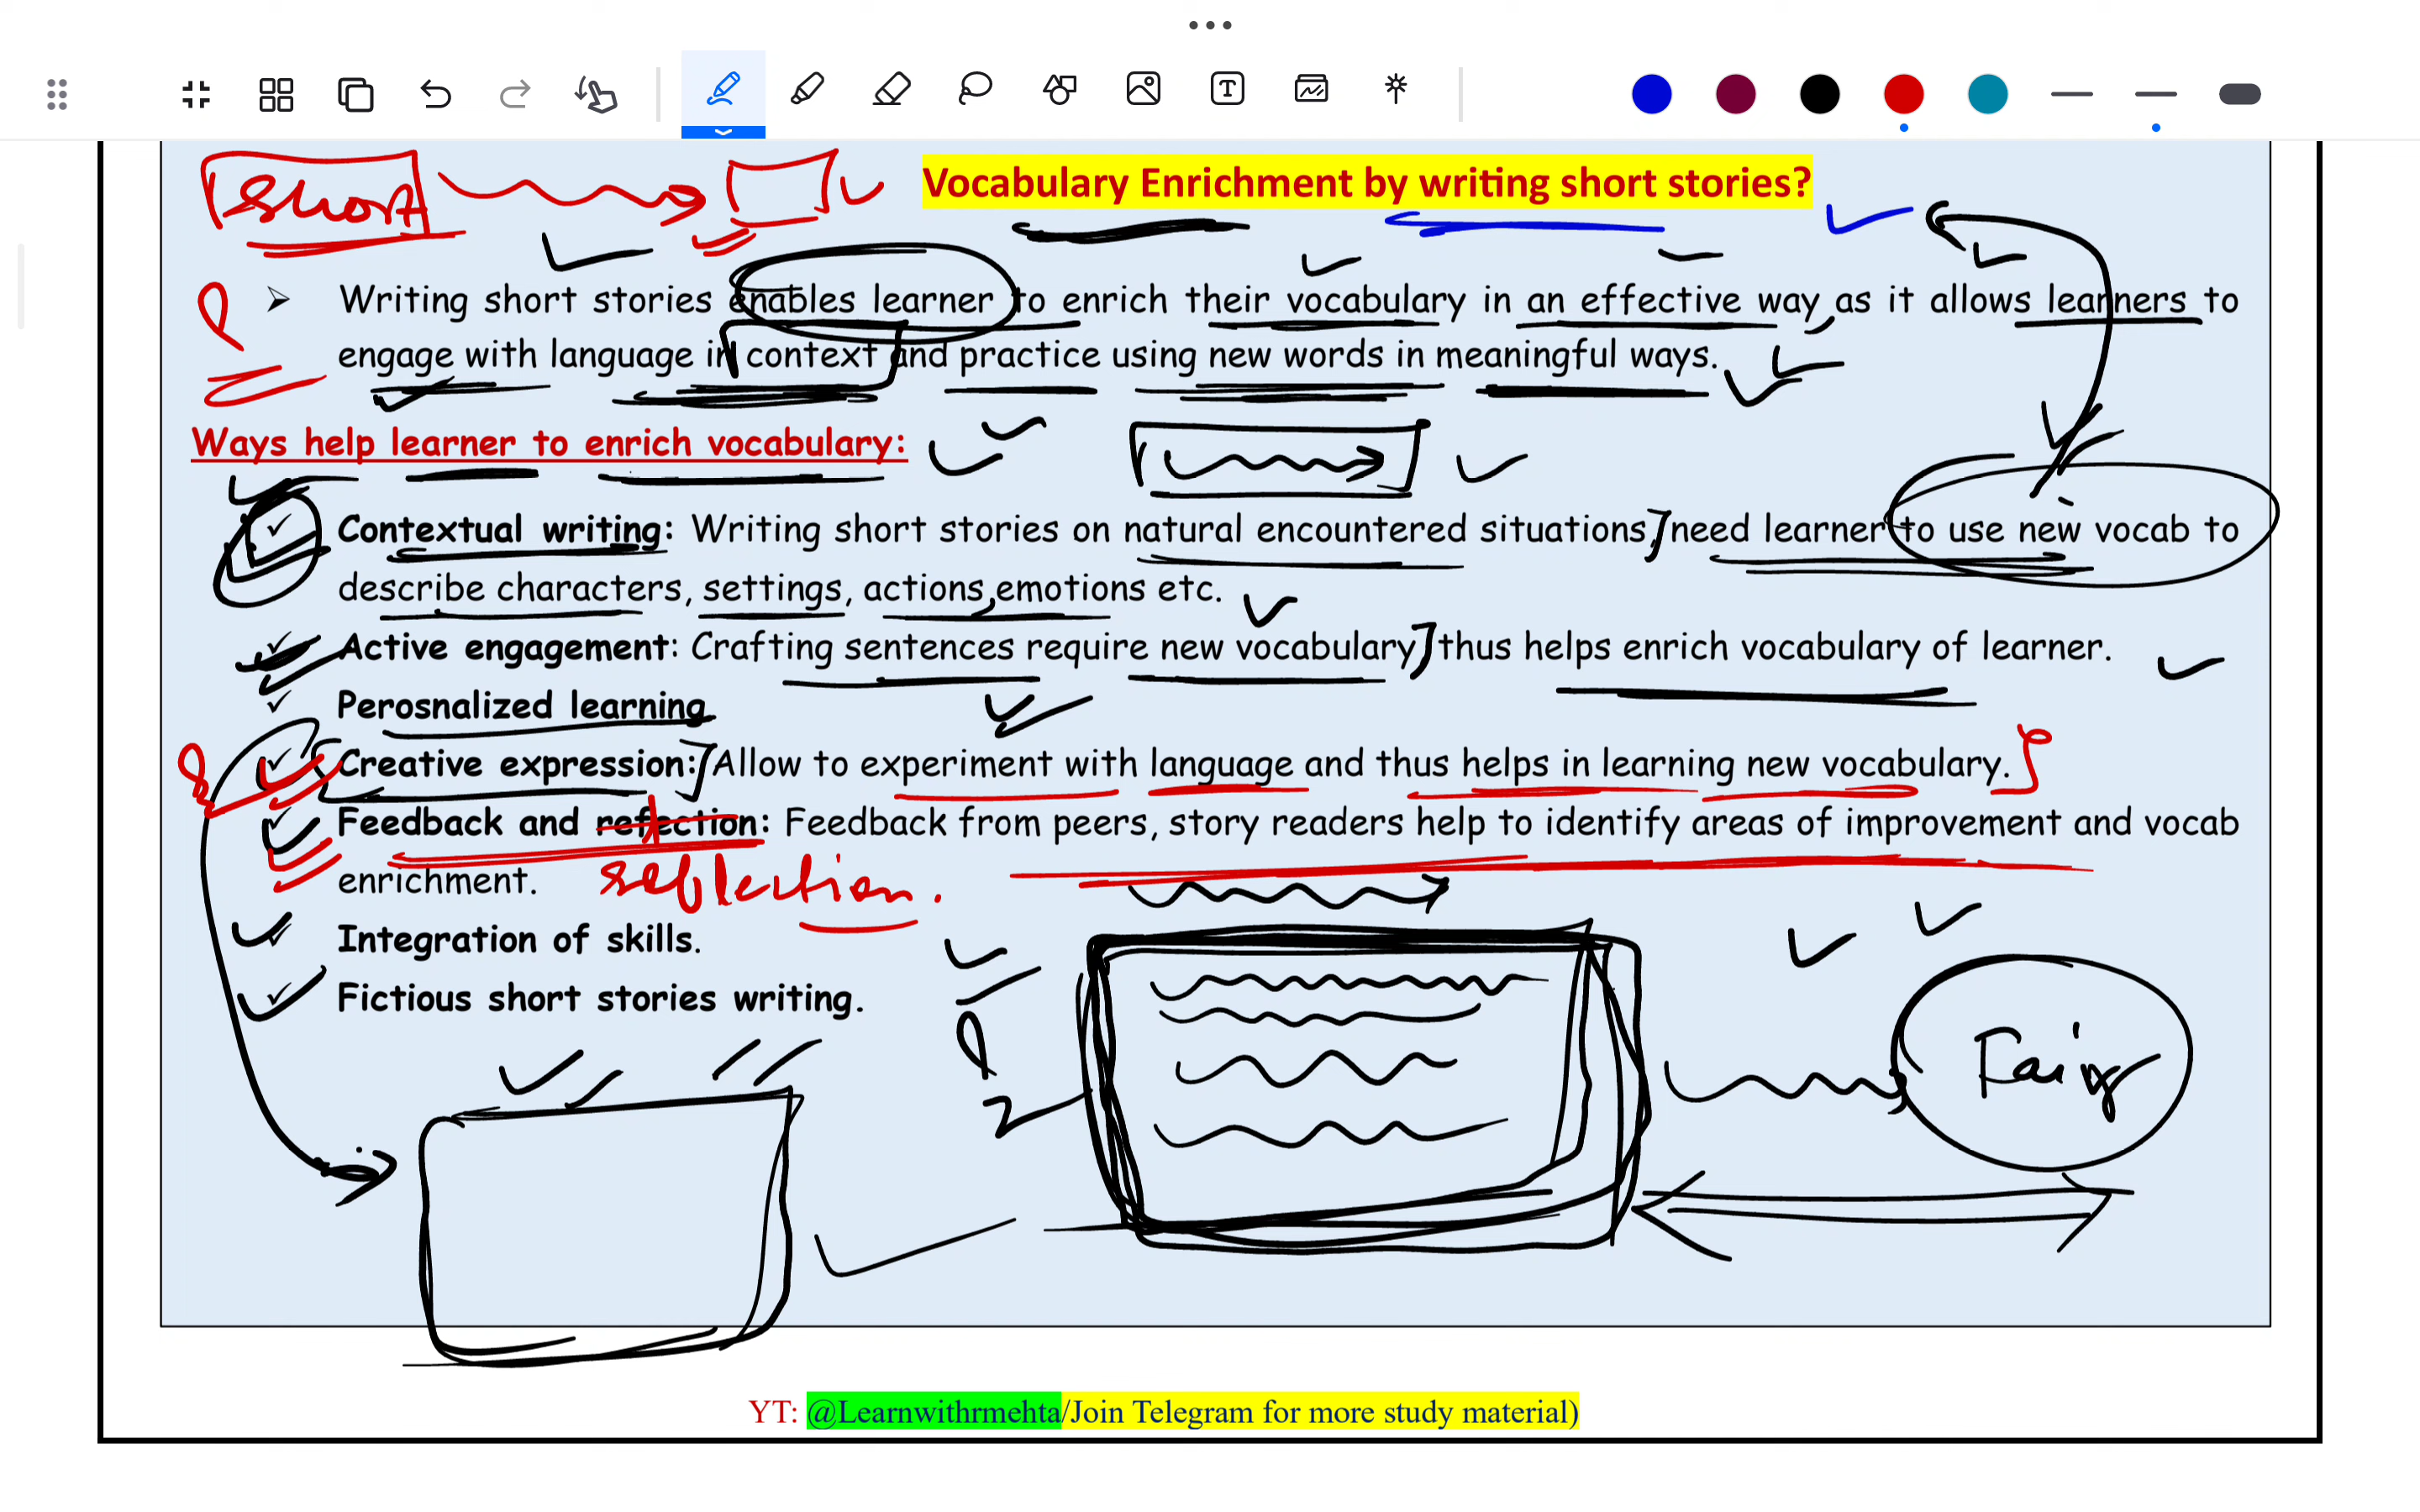 short
Vocabulary Enrichment by writing short stories?
➢ Writing short stories enables learner to enrich their vocabulary in an effective way as it allows learners to
engage with language in context and practice using new words in meaningful ways.
Ways help learner to enrich vocabulary:
✓ Contextual writing: Writing short stories on natural encountered situations, need learner to use new vocab to
describe characters, settings, actions,emotions etc.
✓ Active engagement: Crafting sentences require new vocabulary, thus helps enrich vocabulary of learner.
✓ Perosnalized learning
✓ Creative expression: Allow to experiment with language and thus helps in learning new vocabulary.
✓ Feedback and refection: Feedback from peers, story readers help to identify areas of improvement and vocab
enrichment.
reflection.
✓ Integration of skills.
✓ Fictious short stories writing.
YT: @Learnwithrmehta/Join Telegram for more study material)